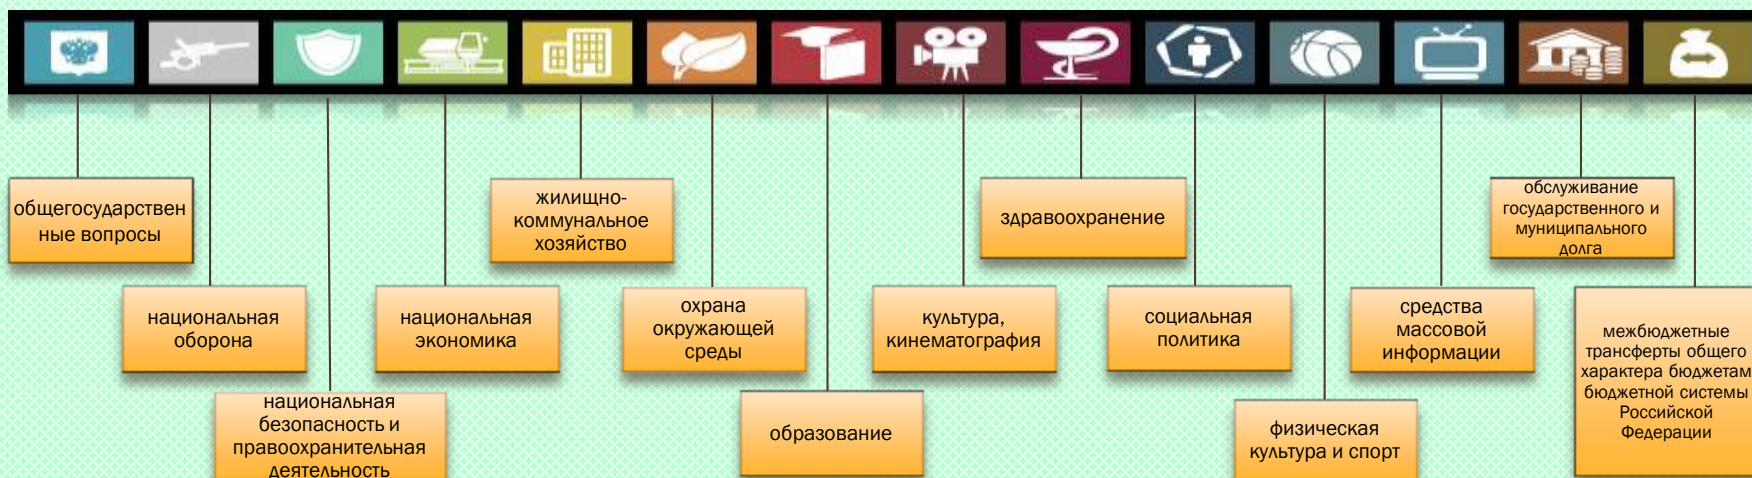 общегосударствен
ные вопросы
национальная
оборона
национальная
безопасность и
правоохранительная
деятельность
национальная
экономика
жилищно-
коммунальное
хозяйство
охрана
окружающей
среды
образование
культура,
кинематография
здравоохранение
социальная
политика
физическая
культура и спорт
средства
массовой
информации
обслуживание
государственного и
муниципального
долга
межбюджетные
трансферты общего
характера бюджетам
бюджетной системы
Российской
Федерации